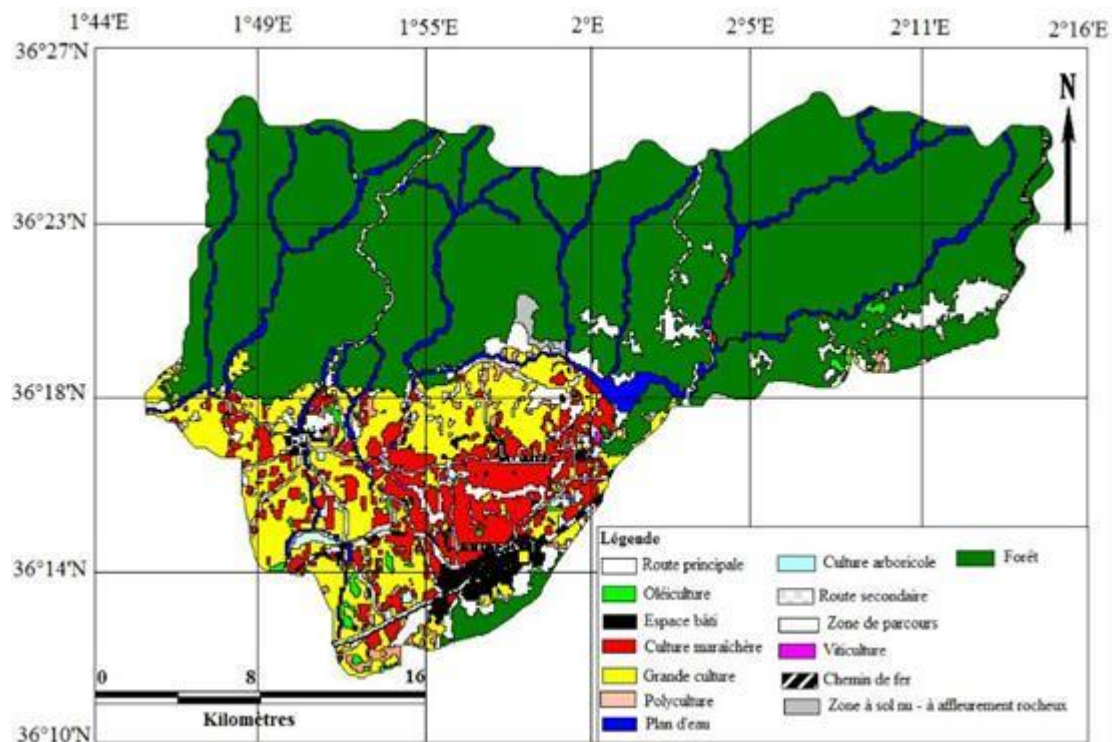 1°44'E 1°49'E 1°55'E 2°E 2°5'E 2°11'E 2°16'E
36°27'N
N
36°23'N
36°18'N
36°14'N
36°10'N
0 8 16
Kilomètres
Légende
Route principale
Oléiculture
Espace bâti
Culture maraîchère
Grande culture
Polyculture
Plan d'eau
Culture arboricole
Route secondaire
Zone de parcours
Viticulture
Chemin de fer
Zone à sol nu - à affleurement rocheux
Forêt